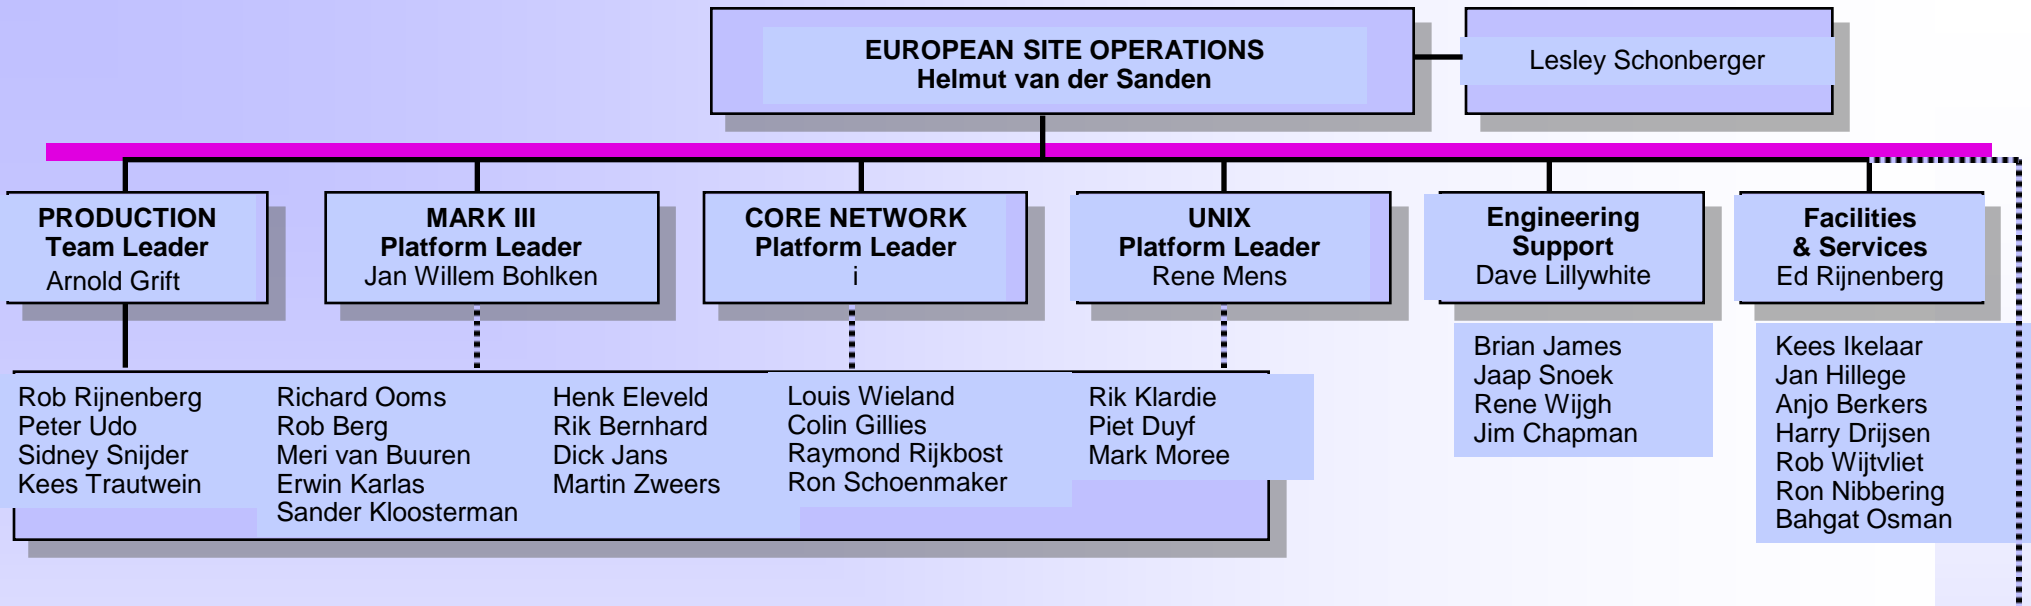 EUROPEAN SITE OPERATIONS
Helmut van der Sanden
Lesley Schonberger
PRODUCTION
Team Leader
Arnold Grift
MARK III
Platform Leader
Jan Willem Bohlken
CORE NETWORK
Platform Leader
i
UNIX
Platform Leader
Rene Mens
Engineering
Support
Dave Lillywhite
Facilities
& Services
Ed Rijnenberg
Rob Rijnenberg
Peter Udo
Sidney Snijder
Kees Trautwein
Richard Ooms
Rob Berg
Meri van Buuren
Erwin Karlas
Sander Kloosterman
Henk Eleveld
Rik Bernhard
Dick Jans
Martin Zweers
Louis Wieland
Colin Gillies
Raymond Rijkbost
Ron Schoenmaker
Rik Klardie
Piet Duyf
Mark Moree
Brian James
Jaap Snoek
Rene Wijgh
Jim Chapman
Kees Ikelaar
Jan Hillege
Anjo Berkers
Harry Drijsen
Rob Wijtvliet
Ron Nibbering
Bahgat Osman